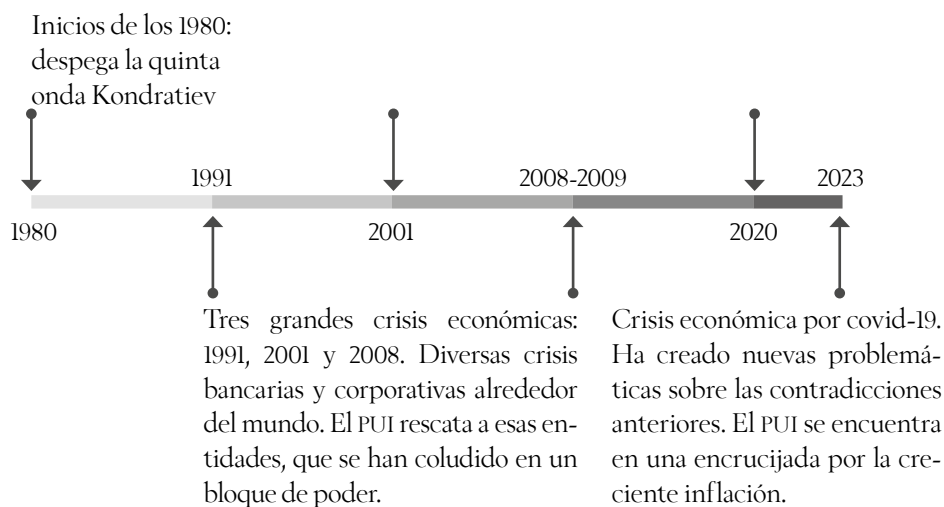 Inicios de los 1980:
despega la quinta
onda Kondratiev
1991
2008-2009
2023
1980
2001
2020
Tres grandes crisis económicas:
1991, 2001 y 2008. Diversas crisis
bancarias y corporativas alrededor
del mundo. El PUI rescata a esas en-
tidades, que se han coludido en un
bloque de poder.
Crisis económica por covid-19.
Ha creado nuevas problemá-
ticas sobre las contradicciones
anteriores. El PUI se encuentra
en una encrucijada por la cre-
ciente inflación.